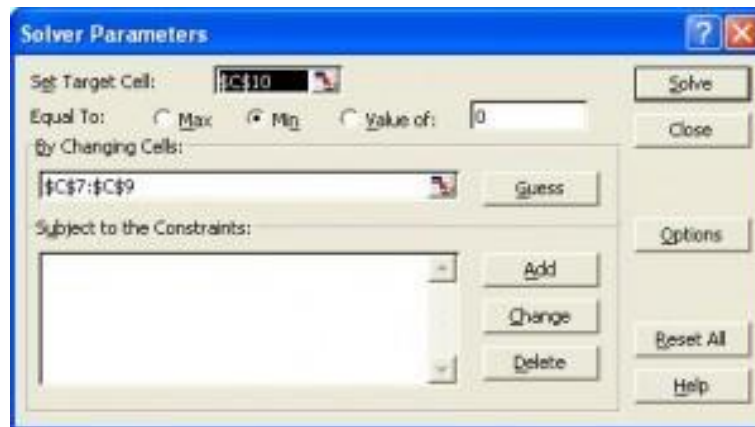 Solver Parameters
Set Target Cell: $C$10 Solve
Equal To: Max Min Value of: 0 Close
By Changing Cells:
$C$7:$C$9 Guess
Subject to the Constraints: Options
Add
Change
Reset All
Delete
Help